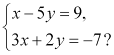 x − 5y = 9,
3x + 2y = −7?